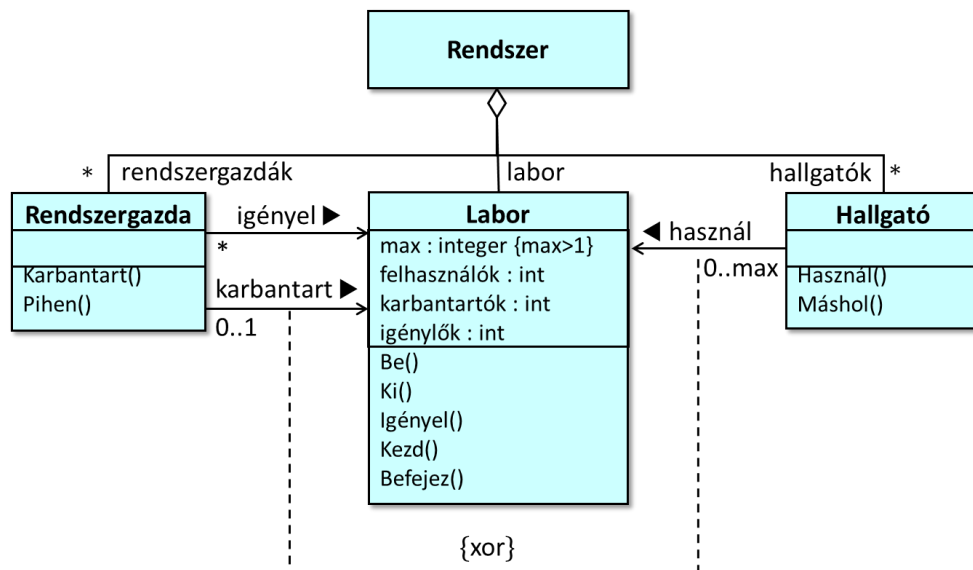 Rendszer
* rendszergazdák
labor
hallgatók *
Rendszergazda
Karbantart()
Pihen()
igényel ▶
*
karbantart ▶
0..1
Labor
max : integer {max>1}
felhasználók : int
karbantartók : int
igénylők : int
Be()
Ki()
Igényel()
Kezd()
Befejez()
◀ használ
0..max
Hallgató
Használ()
Máshol()
{xor}